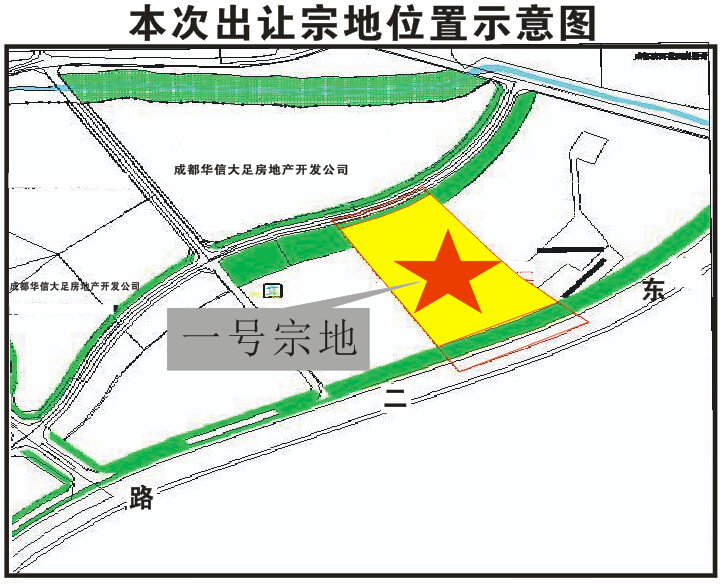 本次出让宗地位置示意图
成都华信大足房地产开发公司
成都华信大足房地产开发公司
东
一号宗地
二
路